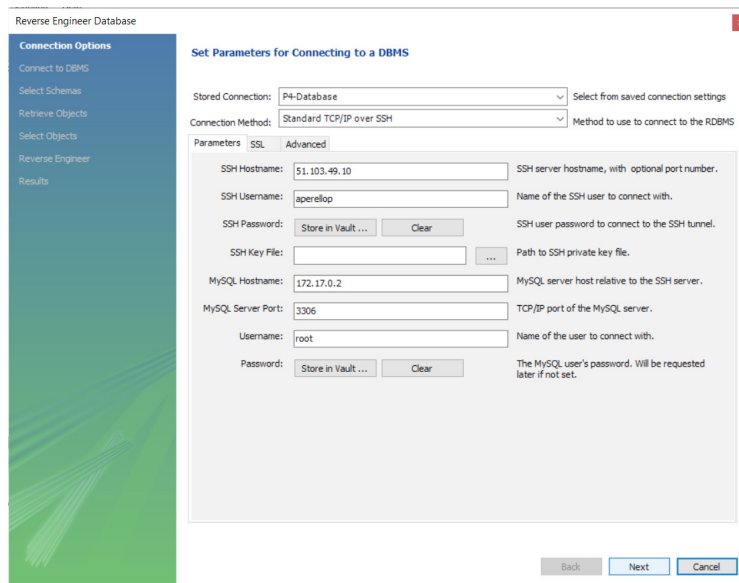 Reverse Engineer Database
Connection Options
Connect to DBMS
Select Schemas
Retrieve Objects
Select Objects
Reverse Engineer
Results
Set Parameters for Connecting to a DBMS
Stored Connection: P4-Database Select from saved connection settings
Connection Method: Standard TCP/IP over SSH Method to use to connect to the RDBMS
Parameters SSL Advanced
SSH Hostname: 51.103.49.10 SSH server hostname, with optional port number.
SSH Username: aperellop Name of the SSH user to connect with.
SSH Password: Store in Vault ... Clear SSH user password to connect to the SSH tunnel.
SSH Key File: ... Path to SSH private key file.
MySQL Hostname: 172.17.0.2 MySQL server host relative to the SSH server.
MySQL Server Port: 3306 TCP/IP port of the MySQL server.
Username: root Name of the user to connect with.
Password: Store in Vault ... Clear The MySQL user's password. Will be requested
later if not set.
Back Next Cancel